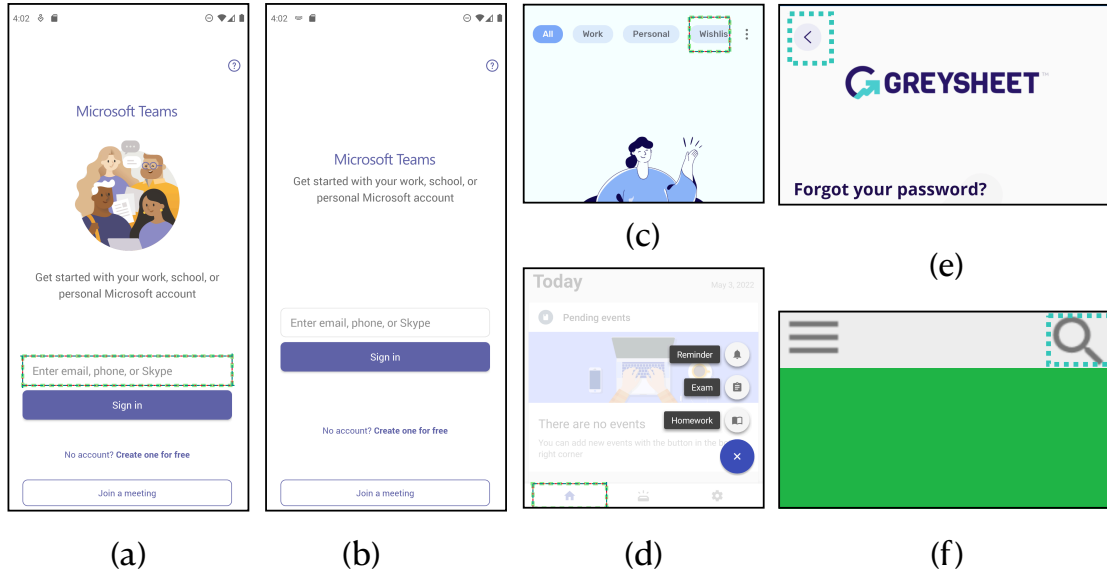 4:02
Microsoft Teams
Get started with your work, school, or
personal Microsoft account
Enter email, phone, or Skype
Sign in
No account? Create one for free
Join a meeting
(a)
4:02
Microsoft Teams
Get started with your work, school, or
personal Microsoft account
Enter email, phone, or Skype
Sign in
No account? Create one for free
Join a meeting
(b)
All Work Personal Wishlis
(c)
Today May 3, 2022
Pending events
Reminder
Exam
There are no events
Homework
You can add new events with the button in the b
right corner
(d)
GREYSHEET™
Forgot your password?
(e)
(f)